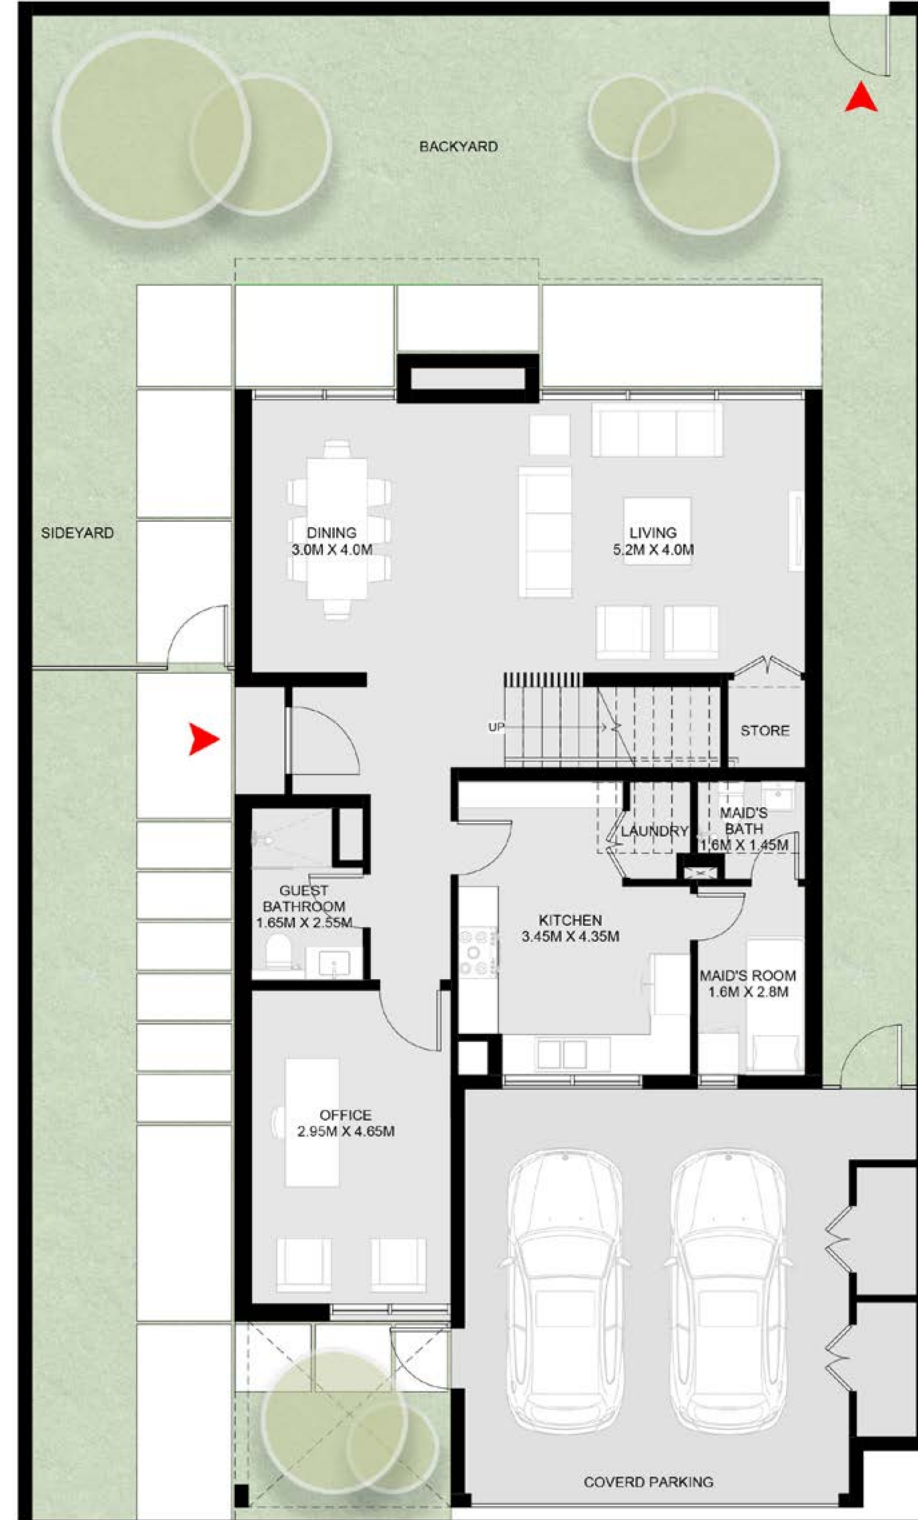 BACKYARD
SIDEYARD
DINING
3.0M X 4.0M
LIVING
5.2M X 4.0M
UP
STORE
LAUNDRY
MAID'S
BATH
1.6M X 1.45M
GUEST
BATHROOM
1.65M X 2.55M
KITCHEN
3.45M X 4.35M
MAID'S ROOM
1.6M X 2.8M
OFFICE
2.95M X 4.65M
COVERD PARKING